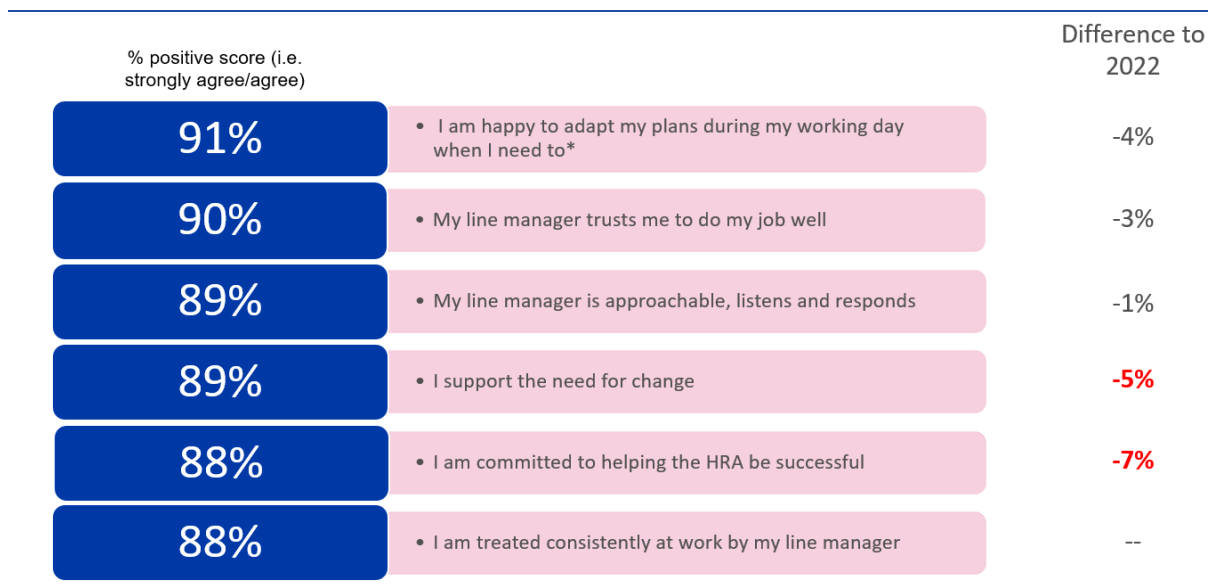 Difference to
2022
% positive score (i.e.
strongly agree/agree)
91%
• I am happy to adapt my plans during my working day
when I need to*
-4%
90%
• My line manager trusts me to do my job well
-3%
89%
• My line manager is approachable, listens and responds
-1%
89%
• I support the need for change
-5%
88%
• I am committed to helping the HRA be successful
-7%
88%
• I am treated consistently at work by my line manager
--